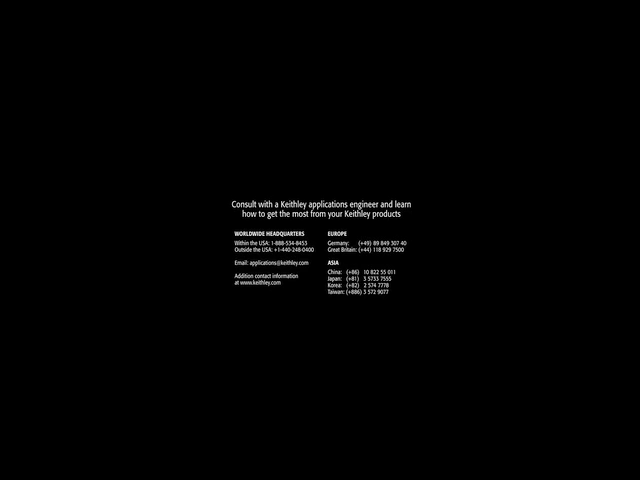 Consult with a Keithley applications engineer and learn
how to get the most from your Keithley products
WORLDWIDE HEADQUARTERS
Within the USA: 1-888-534-8453
Outside the USA: +1-440-248-0400
Email: applications@keithley.com
Addition contact information
at www.keithley.com
EUROPE
Germany: (+49) 89 849 307 40
Great Britain: (+44) 118 929 7500
ASIA
China: (+86) 10 822 55 011
Japan: (+81) 3 5733 7555
Korea: (+82) 2 574 7778
Taiwan: (+886) 3 572 9077